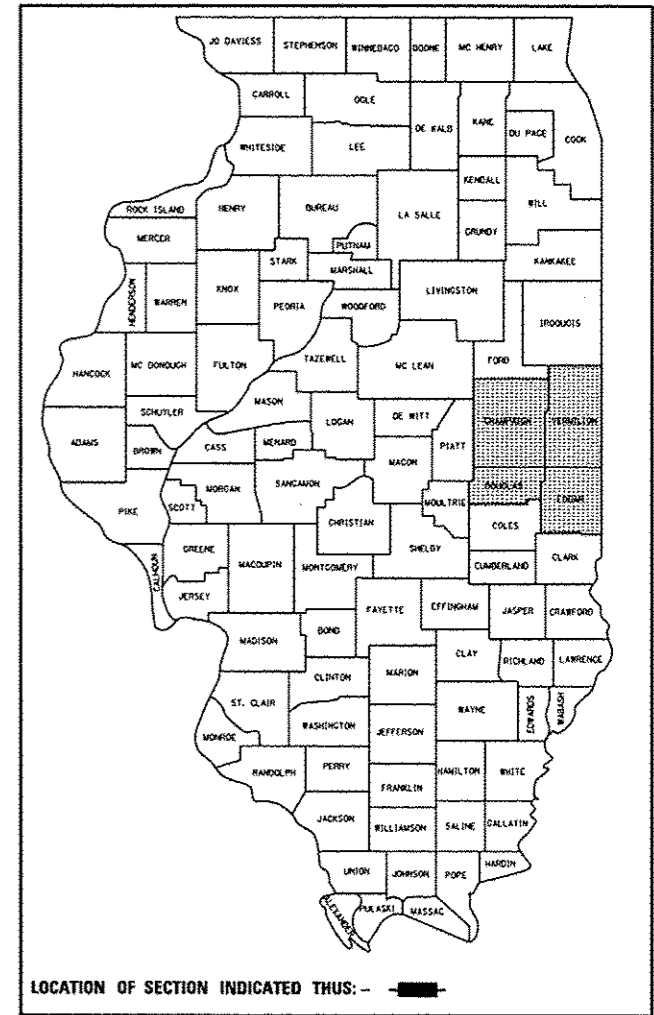 JO DAVIESS STEPHENSON WINNEBAGO BOONE MC HENRY LAKE
CARROLL OGLE DE KALB KANE DU PAGE COOK
WHITESIDE LEE KENDALL WILL
ROCK ISLAND HENRY BUREAU LA SALLE GRUNDY
MERCER PUTNAM KANKAKEE
HENDERSON WARREN KNOX STARK MARSHALL LIVINGSTON
PEORIA WOODFORD IROQUOIS
HANCOCK MC DONOUGH FULTON TAZEWELL MC LEAN FORD
SCHUYLER MASON LOGAN DE WITT CHAMPAIGN VERMILION
ADAMS BROWN CASS MENARD MACON PIATT
PIKE SCOTT MORGAN SANGAMON MOULTRIE DOUGLAS EDGAR
CHRISTIAN COLES
CALHOUN GREENE MACOUPIN MONTGOMERY SHELBY CUMBERLAND CLARK
JERSEY FAYETTE EFFINGHAM JASPER CRAWFORD
MADISON BOND CLAY RICHLAND LAWRENCE
CLINTON MARION
ST. CLAIR WAYNE EDWARDS WABASH
MONROE WASHINGTON JEFFERSON
RANDOLPH PERRY HAMILTON WHITE
FRANKLIN
JACKSON WILLIAMSON SALINE GALLATIN
UNION JOHNSON POPE HARDIN
ALEXANDER PULASKI MASSAC
LOCATION OF SECTION INDICATED THUS: -